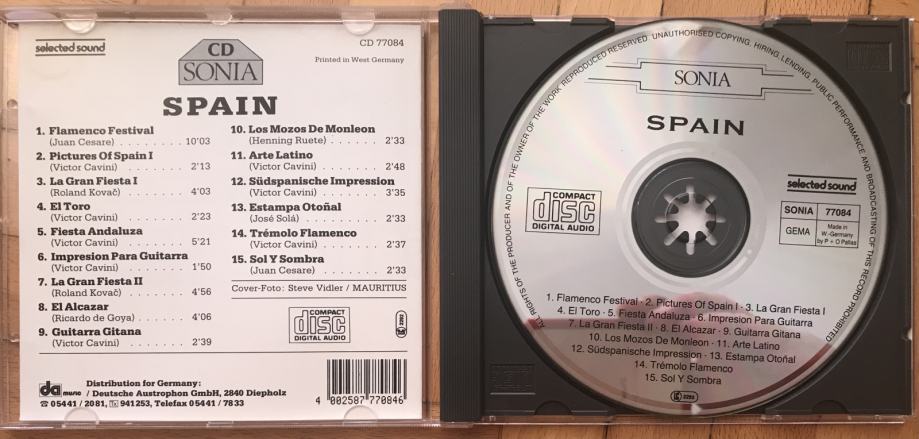 selected sound
CD
SONIA
CD 77084
Printed in West Germany
SPAIN
1. Flamenco Festival
(Juan Cesare) . . . . . . . . 10'03
2. Pictures Of Spain I
(Victor Cavini) . . . . . . . . 2'13
3. La Gran Fiesta I
(Roland Kovač) . . . . . . . . 4'03
4. El Toro
(Victor Cavini) . . . . . . . . 2'23
5. Fiesta Andaluza
(Victor Cavini) . . . . . . . . 5'21
6. Impresion Para Guitarra
(Victor Cavini) . . . . . . . . 1'50
7. La Gran Fiesta II
(Roland Kovač) . . . . . . . 4'56
8. El Alcazar
(Ricardo de Goya) . . . . . 4'06
9. Guitarra Gitana
(Victor Cavini) . . . . . . . . 2'39
10. Los Mozos De Monleon
(Henning Ruete) . . . . . . 2'33
11. Arte Latino
(Victor Cavini) . . . . . . . . 2'48
12. Südspanische Impression
(Victor Cavini) . . . . . . . . 3'35
13. Estampa Otoñal
(José Solá) . . . . . . . . . . 2'33
14. Trémolo Flamenco
(Victor Cavini) . . . . . . . . 2'37
15. Sol Y Sombra
(Juan Cesare) . . . . . . . . 2'33
Cover-Foto: Steve Vidler / MAURITIUS
COMPACT
disc
DIGITAL AUDIO
da music
Distribution for Germany:
/ Deutsche Austrophon GmbH, 2840 Diepholz
☎ 05441 / 2081, Tx 941253, Telefax 05441 / 7833
4 002587 770846
ALL RIGHTS OF THE PRODUCER AND OF THE OWNER OF THE WORK REPRODUCED RESERVED UNAUTHORISED COPYING, HIRING, LENDING, PUBLIC PERFORMANCE AND BROADCASTING OF THIS RECORD PROHIBITED
SONIA
SPAIN
COMPACT
disc
DIGITAL AUDIO
selected sound
SONIA 77084
GEMA
Made in
W.-Germany
by P + O Pallas
1. Flamenco Festival · 2. Pictures Of Spain I · 3. La Gran Fiesta I
4. El Toro · 5. Fiesta Andaluza · 6. Impresion Para Guitarra
7. La Gran Fiesta II · 8. El Alcazar · 9. Guitarra Gitana
10. Los Mozos De Monleon · 11. Arte Latino
12. Südspanische Impression · 13. Estampa Otoñal
14. Trémolo Flamenco
15. Sol Y Sombra